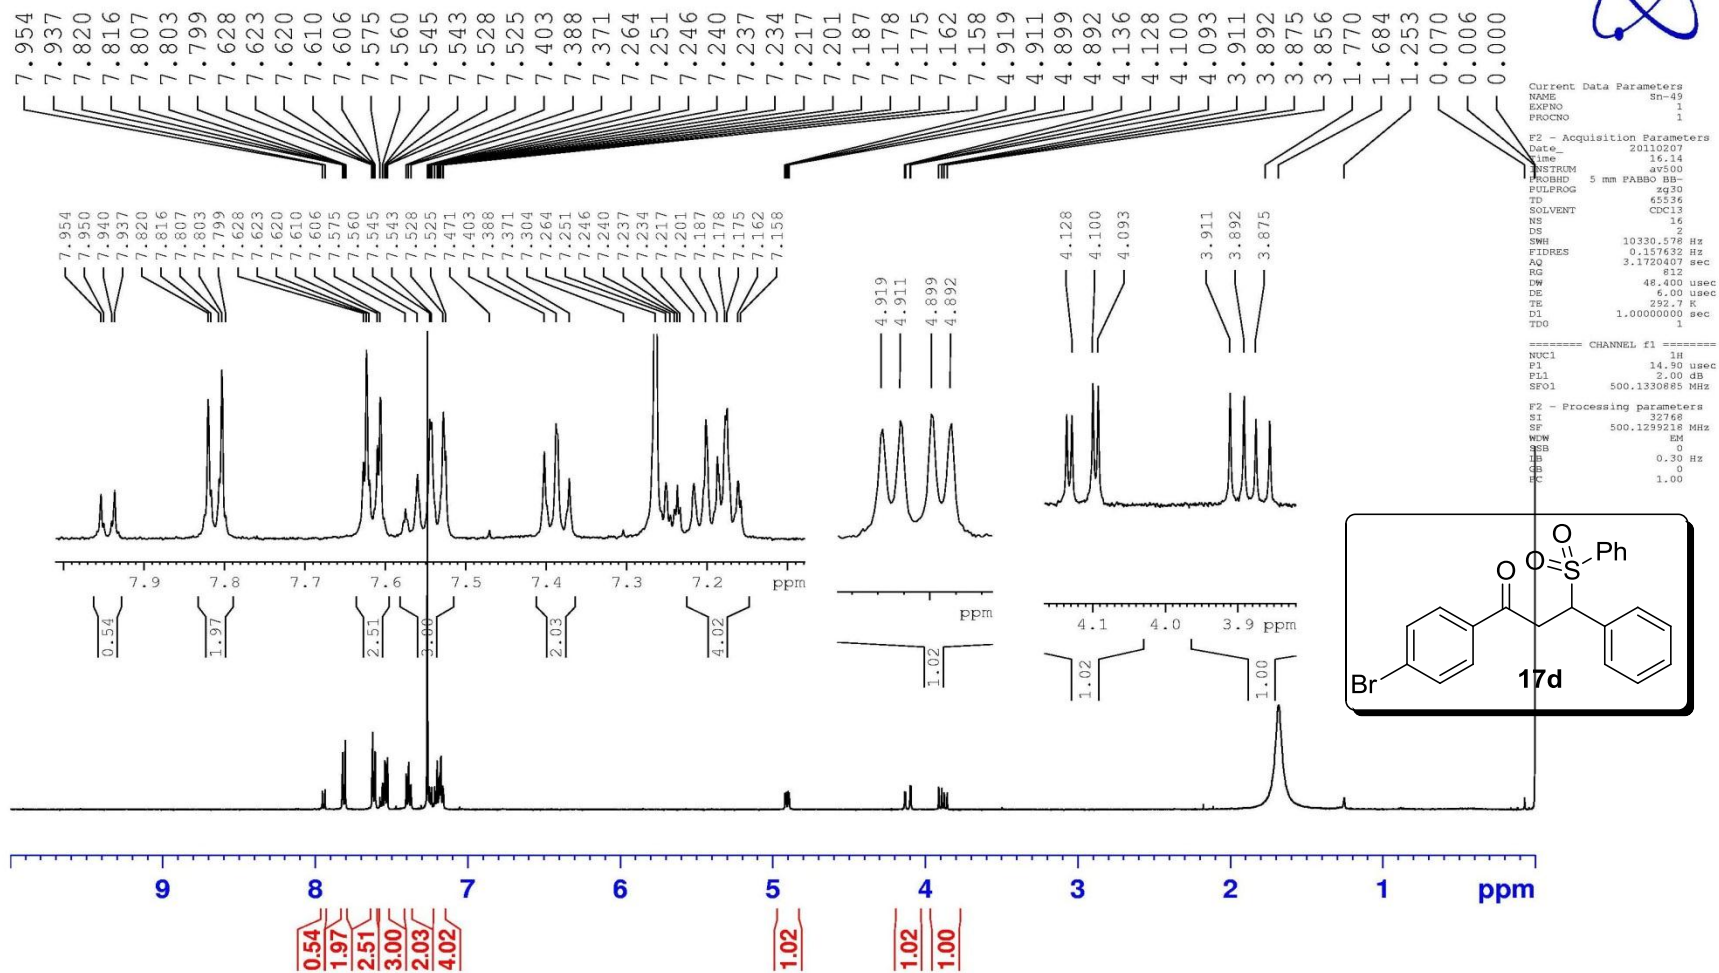 7.954 7.937 7.820 7.816 7.807 7.803 7.799 7.628 7.623 7.620 7.610 7.606 7.575 7.560 7.545 7.543 7.528 7.525 7.403 7.388 7.371 7.264 7.251 7.246 7.240 7.237 7.234 7.217 7.201 7.187 7.178 7.175 7.162 7.158 4.919 4.911 4.899 4.892 4.136 4.128 4.100 4.093 3.911 3.892 3.875 3.856 1.770 1.684 1.253 0.070 0.006 0.000
Current Data Parameters
NAME Sn-49
EXPNO 1
PROCNO 1
F2 - Acquisition Parameters
Date_ 20110207
Time 16.14
INSTRUM av500
PROBHD 5 mm PABBO BB-
PULPROG zg30
TD 65536
SOLVENT CDCl3
NS 16
DS 2
SWH 10330.578 Hz
FIDRES 0.157632 Hz
AQ 3.1720407 sec
RG 812
DW 48.400 usec
DE 6.00 usec
TE 292.7 K
D1 1.00000000 sec
TD0 1
======== CHANNEL f1 ========
NUC1 1H
P1 14.90 usec
PL1 2.00 dB
SFO1 500.1330885 MHz
F2 - Processing parameters
SI 32768
SF 500.1299218 MHz
WDW EM
SSB 0
LB 0.30 Hz
GB 0
PC 1.00
7.954 7.950 7.940 7.937 7.820 7.816 7.807 7.803 7.799 7.628 7.623 7.620 7.610 7.606 7.575 7.560 7.545 7.543 7.528 7.525 7.471 7.403 7.388 7.371 7.304 7.264 7.251 7.246 7.240 7.237 7.234 7.217 7.201 7.187 7.178 7.175 7.162 7.158
4.919 4.911 4.899 4.892
4.128 4.100 4.093 3.911 3.892 3.875
7.9 7.8 7.7 7.6 7.5 7.4 7.3 7.2 ppm
0.54 1.97 2.51 3.00 2.03 4.02
ppm
1.02
4.1 4.0 3.9 ppm
1.02 1.00
O
O
O
S
Ph
Br
17d
9 8 7 6 5 4 3 2 1 ppm
0.54 1.97 2.51 3.00 2.03 4.02 1.02 1.02 1.00